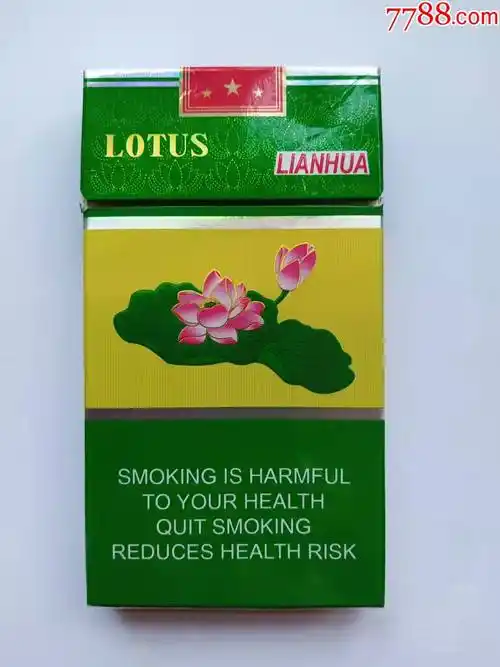 7788.com
LOTUS
LIANHUA
SMOKING IS HARMFUL
TO YOUR HEALTH
QUIT SMOKING
REDUCES HEALTH RISK